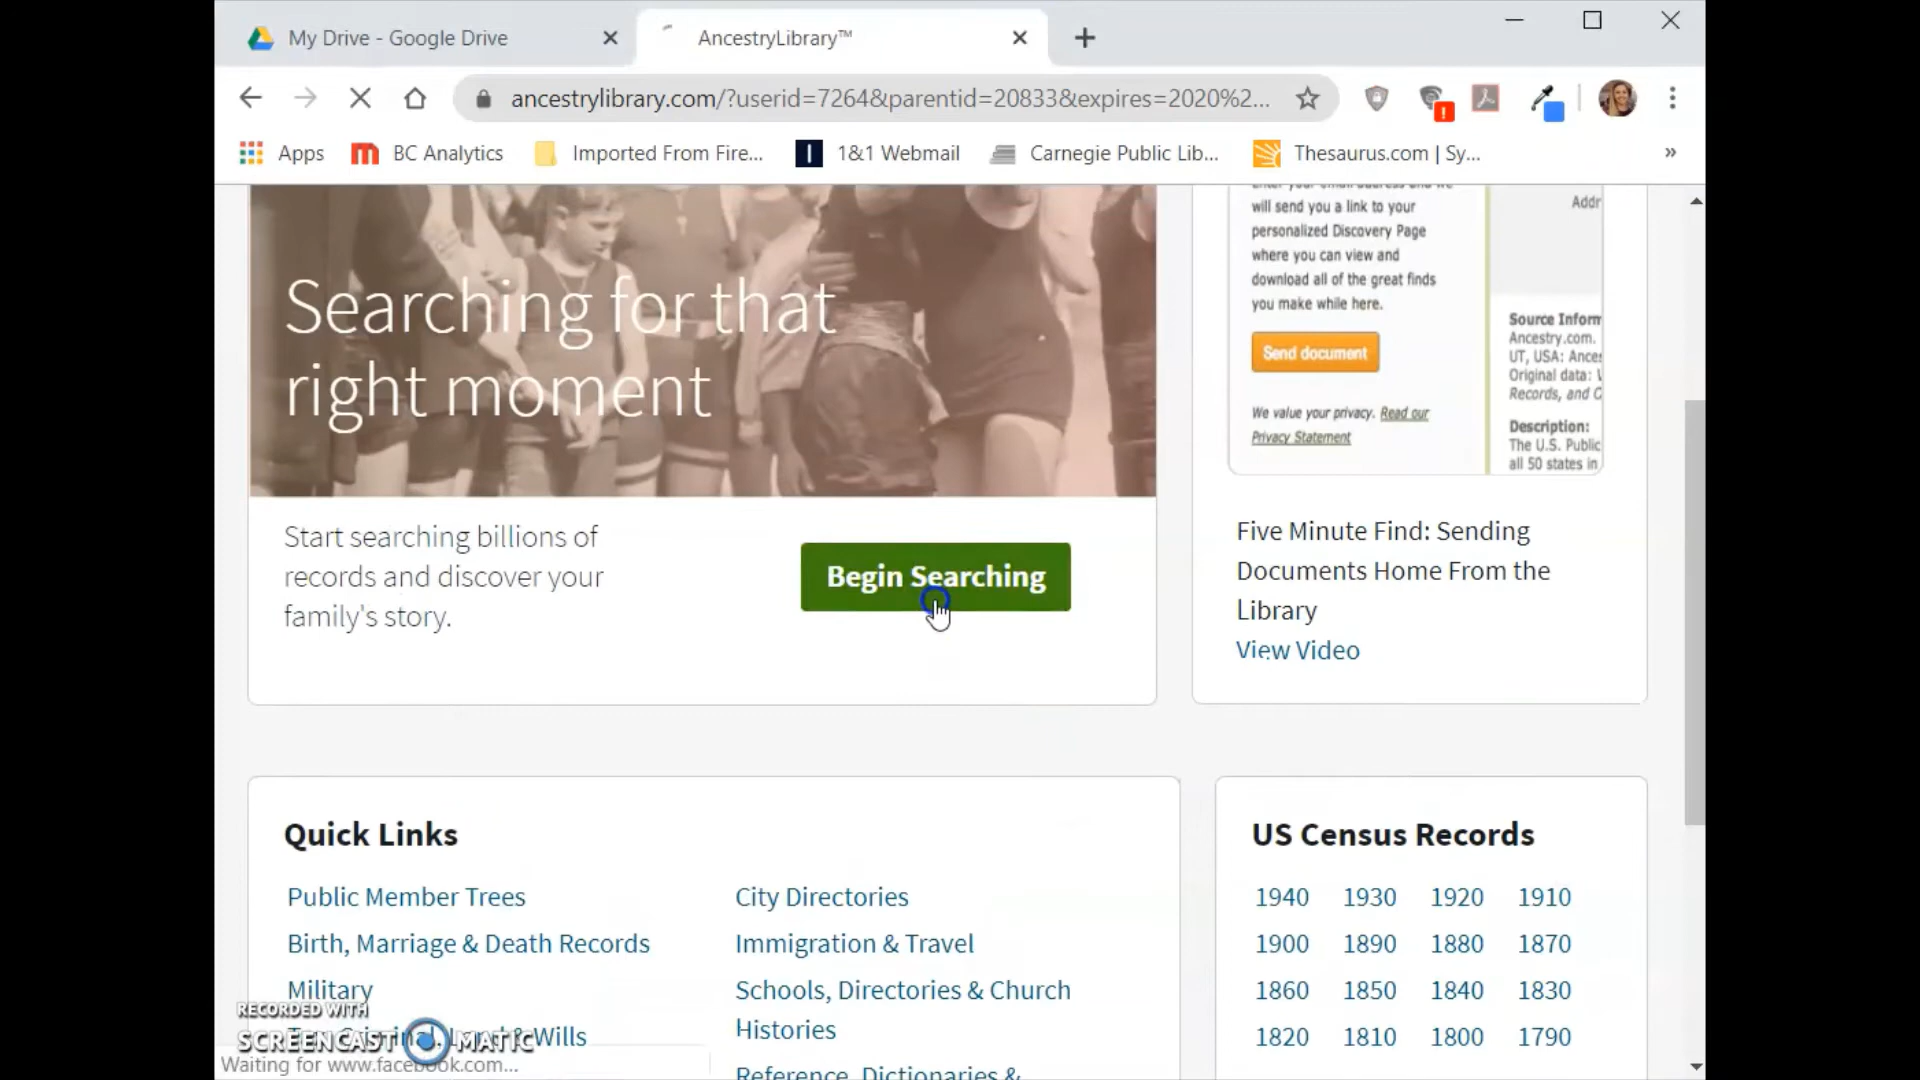 My Drive - Google Drive
AncestryLibrary™
ancestrylibrary.com/?userid=7264&parentid=20833&expires=2020%2...
Apps
BC Analytics
Imported From Fire...
1&1 Webmail
Carnegie Public Lib...
Thesaurus.com | Sy...
Searching for that
right moment
Start searching billions of
records and discover your
family's story.
Begin Searching
will send you a link to your
personalized Discovery Page
where you can view and
download all of the great finds
you make while here.
Send document
We value your privacy. Read our
Privacy Statement
Addr
Source Inform
Ancestry.com.
UT, USA: Ances
Original data:
Records, and
Description:
The U.S. Public
all 50 states in
Five Minute Find: Sending
Documents Home From the
Library
View Video
Quick Links
Public Member Trees
Birth, Marriage & Death Records
Military
& Wills
City Directories
Immigration & Travel
Schools, Directories & Church
Histories
Reference, Dictionaries &
US Census Records
1940 1930 1920 1910
1900 1890 1880 1870
1860 1850 1840 1830
1820 1810 1800 1790
RECORDED WITH
SCREENCAST MATIC
Waiting for www.facebook.com...